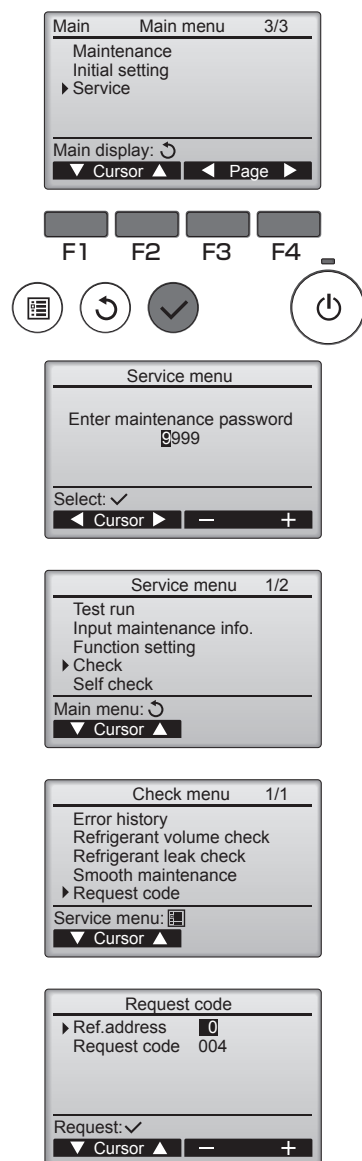 Main Main menu 3/3
Maintenance
Initial setting
Service
Main display:
Cursor Page
F1 F2 F3 F4
Service menu
Enter maintenance password
9999
Select:
Cursor − +
Service menu 1/2
Test run
Input maintenance info.
Function setting
Check
Self check
Main menu:
Cursor
Check menu 1/1
Error history
Refrigerant volume check
Refrigerant leak check
Smooth maintenance
Request code
Service menu:
Cursor
Request code
Ref.address 0
Request code 004
Request:
Cursor − +